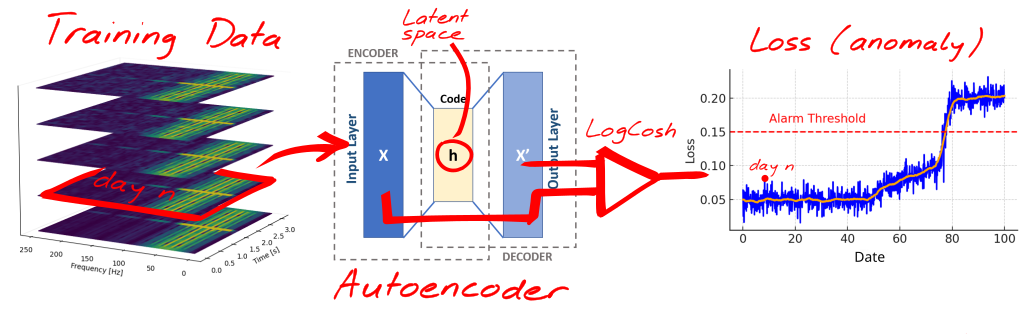 Training Data
day n
250
200
150
100
50
0
Frequency [Hz]
0.0
0.5
1.0
1.5
2.0
2.5
3.0
Time [s]
Latent
space
ENCODER
Code
Input Layer
X
h
X'
Output Layer
DECODER
Autoencoder
LogCosh
Loss (anomaly)
0.20
0.15
0.10
0.05
Loss
Alarm Threshold
day n
0
20
40
60
80
100
Date